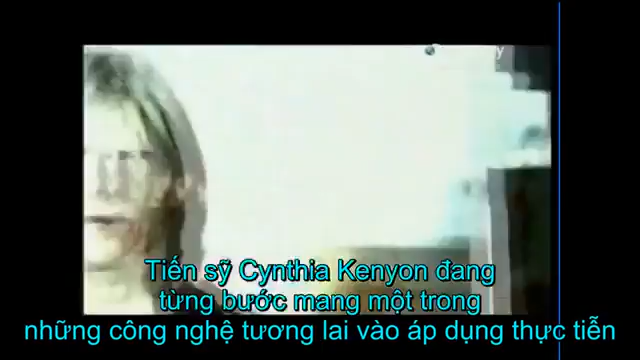 Tiến sỹ Cynthia Kenyon đang
từng bước mang một trong
những công nghệ tương lai vào áp dụng thực tiễn